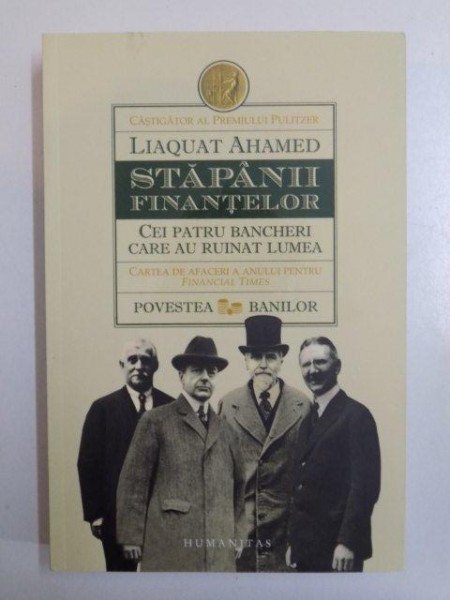 CÂȘTIGĂTOR AL PREMIULUI PULITZER
LIAQUAT AHAMED
STĂPÂNII
FINANȚELOR
CEI PATRU BANCHERI
CARE AU RUINAT LUMEA
CARTEA DE AFACERI A ANULUI PENTRU
FINANCIAL TIMES
POVESTEA BANILOR
HUMANITAS